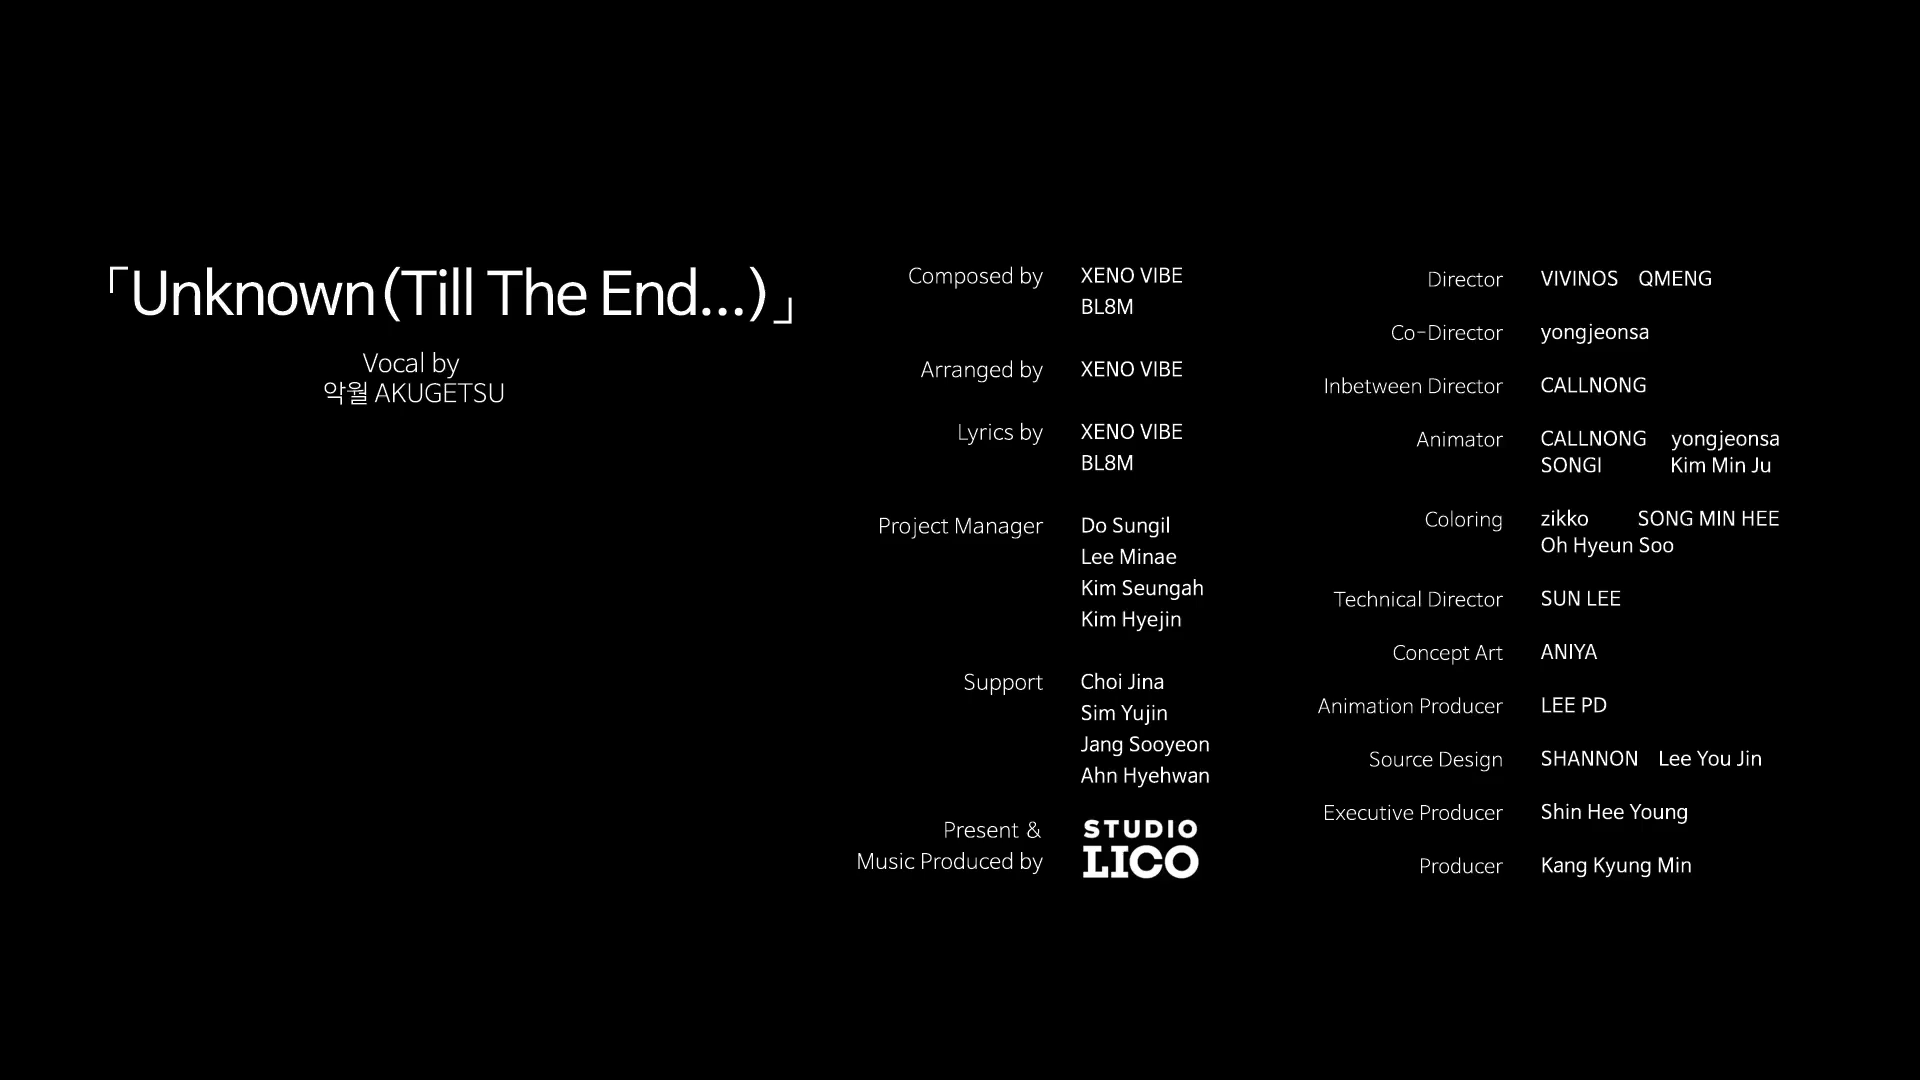 「Unknown(Till The End...)」
Vocal by
악월 AKUGETSU
Composed by XENO VIBE
BL8M
Arranged by XENO VIBE
Lyrics by XENO VIBE
BL8M
Project Manager Do Sungil
Lee Minae
Kim Seungah
Kim Hyejin
Support Choi Jina
Sim Yujin
Jang Sooyeon
Ahn Hyehwan
Present &
Music Produced by
STUDIO
LICO
Director VIVINOS QMENG
Co-Director yongjeonsa
Inbetween Director CALLNONG
Animator CALLNONG yongjeonsa
SONGI Kim Min Ju
Coloring zikko SONG MIN HEE
Oh Hyeun Soo
Technical Director SUN LEE
Concept Art ANIYA
Animation Producer LEE PD
Source Design SHANNON Lee You Jin
Executive Producer Shin Hee Young
Producer Kang Kyung Min